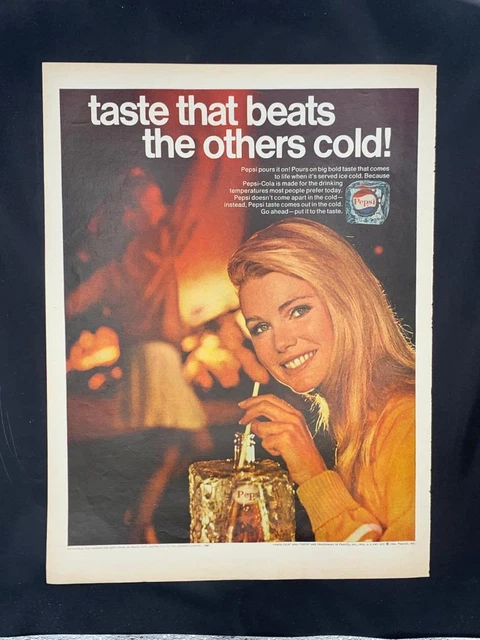 taste that beats
the others cold!
Pepsi pours it on! Pours on big bold taste that comes
to life when it's served ice cold. Because
Pepsi-Cola is made for the drinking
temperatures most people prefer today.
Pepsi doesn't come apart in the cold—
instead, Pepsi taste comes out in the cold.
Go ahead—put it to the taste.
Pepsi
Pepsi